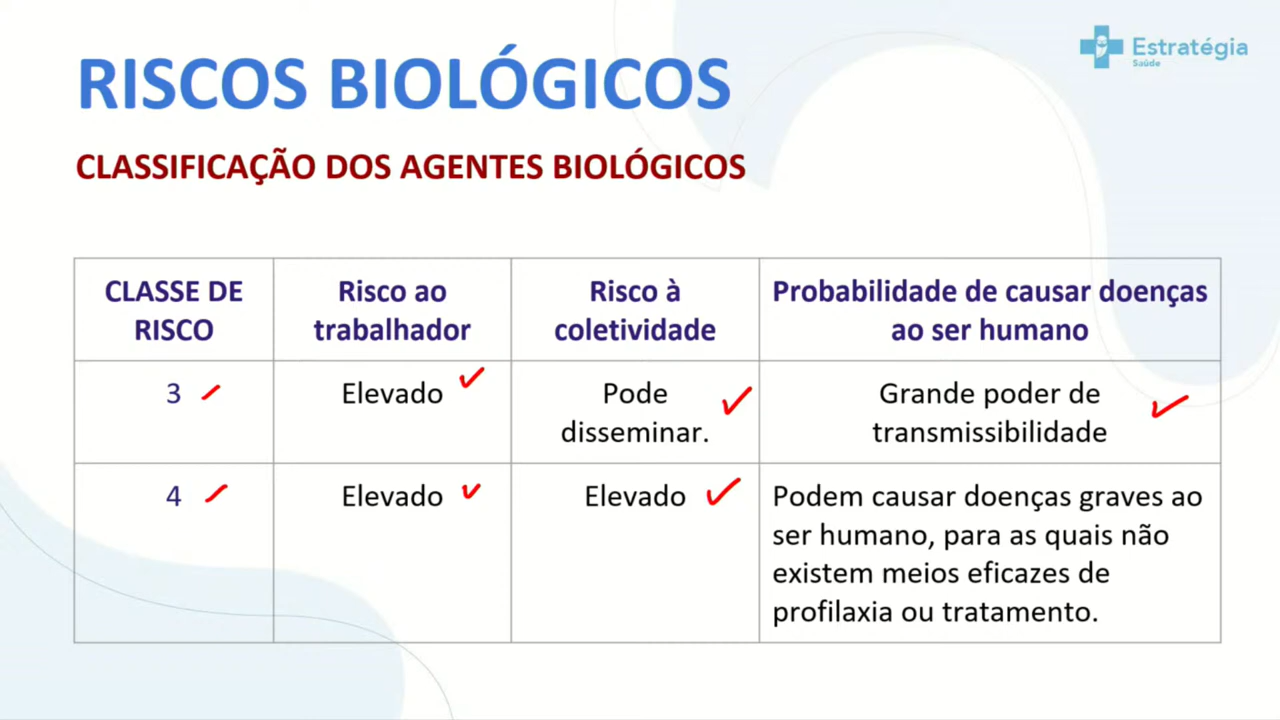 Estratégia
Saúde
RISCOS BIOLÓGICOS
CLASSIFICAÇÃO DOS AGENTES BIOLÓGICOS
CLASSE DE
RISCO
Risco ao
trabalhador
Risco à
coletividade
Probabilidade de causar doenças
ao ser humano
3
Elevado
Pode
disseminar.
Grande poder de
transmissibilidade
4
Elevado
Elevado
Podem causar doenças graves ao
ser humano, para as quais não
existem meios eficazes de
profilaxia ou tratamento.